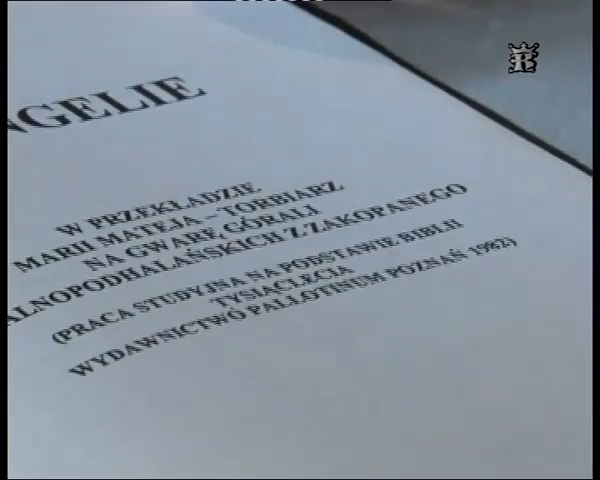 NGELIE
W PRZEKŁADZIE
MARII MATEJA - TORBIARZ
NA GWARĘ GÓRALI
ALNOPODHALAŃSKICH Z ZAKOPANEGO
(PRACA STUDYJNA NA PODSTAWIE BIBLII
TYSIĄCLECIA
WYDAWNICTWO PALLOTINUM POZNAŃ 1982)
R